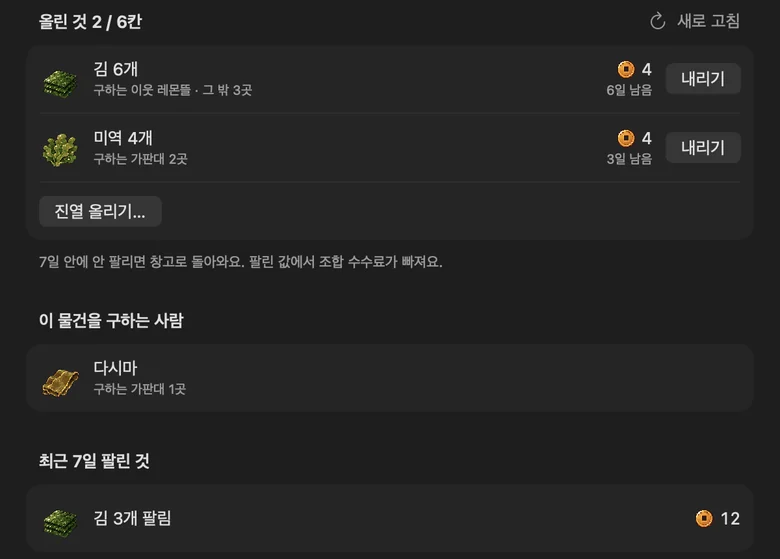 올린 것 2 / 6칸
새로 고침
김 6개
4
구하는 이웃 레몬뜰 · 그 밖 3곳
6일 남음
내리기
미역 4개
4
구하는 가판대 2곳
3일 남음
내리기
진열 올리기...
7일 안에 안 팔리면 창고로 돌아와요. 팔린 값에서 조합 수수료가 빠져요.
이 물건을 구하는 사람
다시마
구하는 가판대 1곳
최근 7일 팔린 것
김 3개 팔림
12